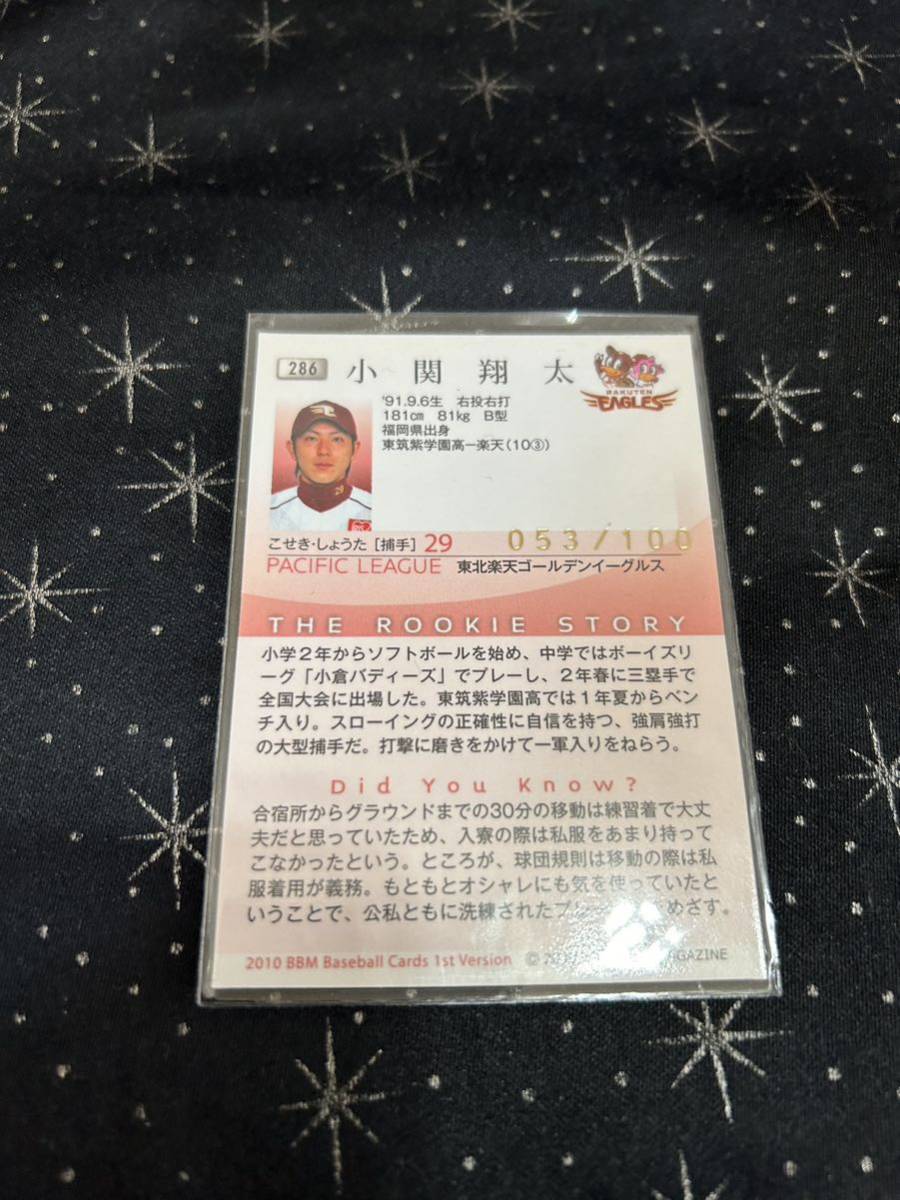 286 小関翔太
RAKUTEN
EAGLES
'91.9.6生 右投右打
181cm 81kg B型
福岡県出身
東筑紫学園高ー楽天(10③)
こせき・しょうた [捕手] 29
053/100
PACIFIC LEAGUE 東北楽天ゴールデンイーグルス
THE ROOKIE STORY
小学2年からソフトボールを始め、中学ではボーイズリ
ーグ「小倉バディーズ」でプレーし、2年春に三塁手で
全国大会に出場した。東筑紫学園高では1年夏からベン
チ入り。スローイングの正確性に自信を持つ、強肩強打
の大型捕手だ。打撃に磨きをかけて一軍入りをねらう。
Did You Know?
合宿所からグラウンドまでの30分の移動は練習着で大丈
夫だと思っていたため、入寮の際は私服をあまり持って
こなかったという。ところが、球団規則は移動の際は私
服着用が義務。もともとオシャレにも気を使っていたと
いうことで、公私ともに洗練されたプレー めざす。
2010 BBM Baseball Cards 1st Version ©